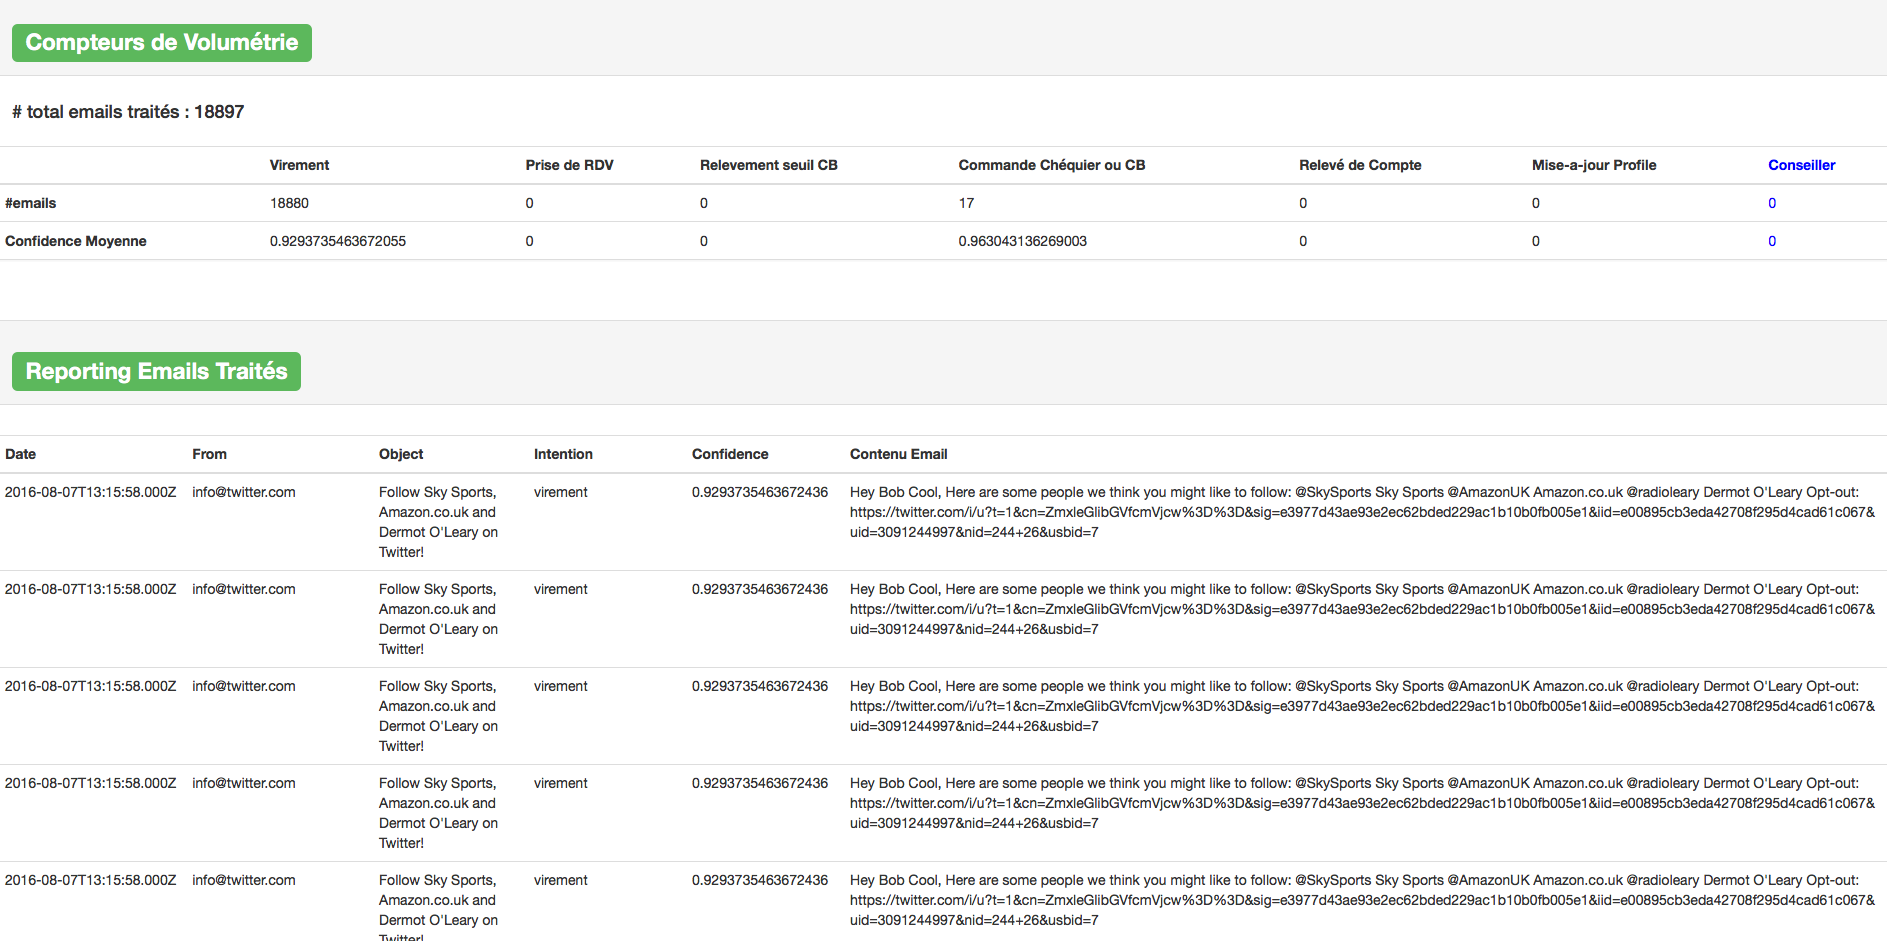 Compteurs de Volumétrie
# total emails traités : 18897
Virement Prise de RDV Relevement seuil CB Commande Chéquier ou CB Relevé de Compte Mise-a-jour Profile Conseiller
#emails 18880 0 0 17 0 0 0
Confidence Moyenne 0.9293735463672055 0 0 0.963043136269003 0 0 0
Reporting Emails Traités
Date From Object Intention Confidence Contenu Email
2016-08-07T13:15:58.000Z info@twitter.com Follow Sky Sports, virement 0.9293735463672436 Hey Bob Cool, Here are some people we think you might like to follow: @SkySports Sky Sports @AmazonUK Amazon.co.uk @radioleary Dermot O'Leary Opt-out:
Amazon.co.uk and https://twitter.com/i/u?t=1&cn=ZmxleGlibGVfcmVjcw%3D%3D&sig=e3977d43ae93e2ec62bded229ac1b10b0fb005e1&iid=e00895cb3eda42708f295d4cad61c067&
Dermot O'Leary on uid=3091244997&nid=244+26&usbid=7
Twitter!
2016-08-07T13:15:58.000Z info@twitter.com Follow Sky Sports, virement 0.9293735463672436 Hey Bob Cool, Here are some people we think you might like to follow: @SkySports Sky Sports @AmazonUK Amazon.co.uk @radioleary Dermot O'Leary Opt-out:
Amazon.co.uk and https://twitter.com/i/u?t=1&cn=ZmxleGlibGVfcmVjcw%3D%3D&sig=e3977d43ae93e2ec62bded229ac1b10b0fb005e1&iid=e00895cb3eda42708f295d4cad61c067&
Dermot O'Leary on uid=3091244997&nid=244+26&usbid=7
Twitter!
2016-08-07T13:15:58.000Z info@twitter.com Follow Sky Sports, virement 0.9293735463672436 Hey Bob Cool, Here are some people we think you might like to follow: @SkySports Sky Sports @AmazonUK Amazon.co.uk @radioleary Dermot O'Leary Opt-out:
Amazon.co.uk and https://twitter.com/i/u?t=1&cn=ZmxleGlibGVfcmVjcw%3D%3D&sig=e3977d43ae93e2ec62bded229ac1b10b0fb005e1&iid=e00895cb3eda42708f295d4cad61c067&
Dermot O'Leary on uid=3091244997&nid=244+26&usbid=7
Twitter!
2016-08-07T13:15:58.000Z info@twitter.com Follow Sky Sports, virement 0.9293735463672436 Hey Bob Cool, Here are some people we think you might like to follow: @SkySports Sky Sports @AmazonUK Amazon.co.uk @radioleary Dermot O'Leary Opt-out:
Amazon.co.uk and https://twitter.com/i/u?t=1&cn=ZmxleGlibGVfcmVjcw%3D%3D&sig=e3977d43ae93e2ec62bded229ac1b10b0fb005e1&iid=e00895cb3eda42708f295d4cad61c067&
Dermot O'Leary on uid=3091244997&nid=244+26&usbid=7
Twitter!
2016-08-07T13:15:58.000Z info@twitter.com Follow Sky Sports, virement 0.9293735463672436 Hey Bob Cool, Here are some people we think you might like to follow: @SkySports Sky Sports @AmazonUK Amazon.co.uk @radioleary Dermot O'Leary Opt-out:
Amazon.co.uk and https://twitter.com/i/u?t=1&cn=ZmxleGlibGVfcmVjcw%3D%3D&sig=e3977d43ae93e2ec62bded229ac1b10b0fb005e1&iid=e00895cb3eda42708f295d4cad61c067&
Dermot O'Leary on uid=3091244997&nid=244+26&usbid=7
Twitter!